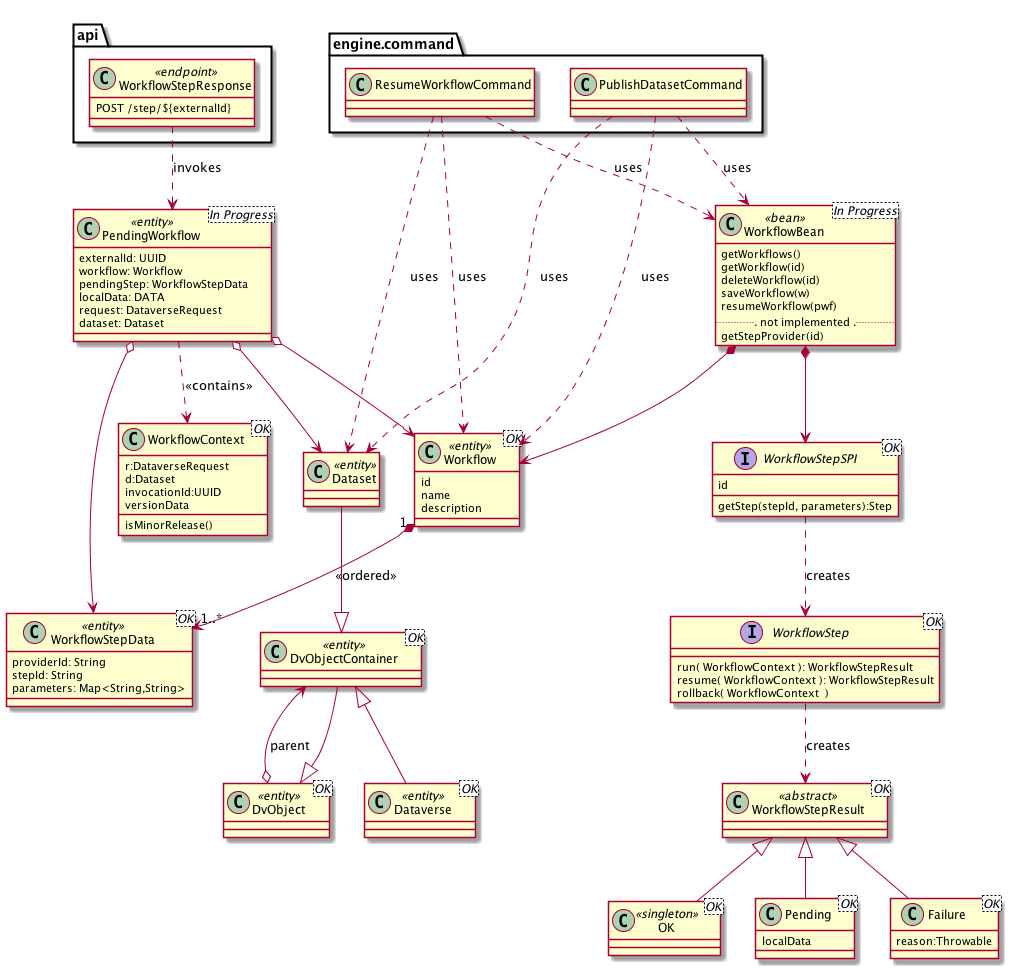 api
engine.command
«endpoint»
WorkflowStepResponse
POST /step/${externalId}
ResumeWorkflowCommand
PublishDatasetCommand
invokes
uses
uses
In Progress
«entity»
PendingWorkflow
externalId: UUID
workflow: Workflow
pendingStep: WorkflowStepData
localData: DATA
request: DataverseRequest
dataset: Dataset
In Progress
«bean»
WorkflowBean
getWorkflows()
getWorkflow(id)
deleteWorkflow(id)
saveWorkflow(w)
resumeWorkflow(pwf)
. not implemented .
getStepProvider(id)
uses
uses
uses
uses
«contains»
OK
WorkflowContext
r:DataverseRequest
d:Dataset
invocationId:UUID
versionData
isMinorRelease()
«entity»
Dataset
OK
«entity»
Workflow
id
name
description
OK
WorkflowStepSPI
id
getStep(stepId, parameters):Step
1
«ordered»
1..*
creates
OK
«entity»
WorkflowStepData
providerId: String
stepId: String
parameters: Map<String,String>
OK
«entity»
DvObjectContainer
OK
WorkflowStep
run( WorkflowContext ): WorkflowStepResult
resume( WorkflowContext ): WorkflowStepResult
rollback( WorkflowContext  )
parent
creates
OK
«entity»
DvObject
OK
«entity»
Dataverse
OK
«abstract»
WorkflowStepResult
OK
«singleton»
OK
OK
Pending
localData
OK
Failure
reason:Throwable